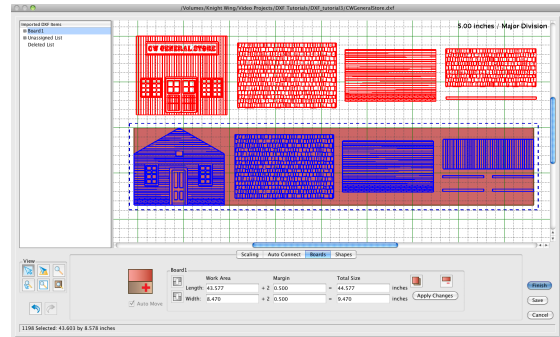 /Volumes/Knight Wing/Video Projects/DXF_Tutorials/DXF_tutorial3/CWGeneralStore.dxf
Imported DXF Items
Board1
Unassigned List
Deleted List
5.00 inches / Major Division
CW GENERAL STORE
Scaling Auto Connect Boards Shapes
View
Board1
Work Area Margin Total Size
Length: 43.577 + 2 0.500 = 44.577 inches
Width: 8.470 + 2 0.500 = 9.470 inches
Auto Move
Apply Changes
Finish
Save
Cancel
1198 Selected: 43.603 by 8.578 inches